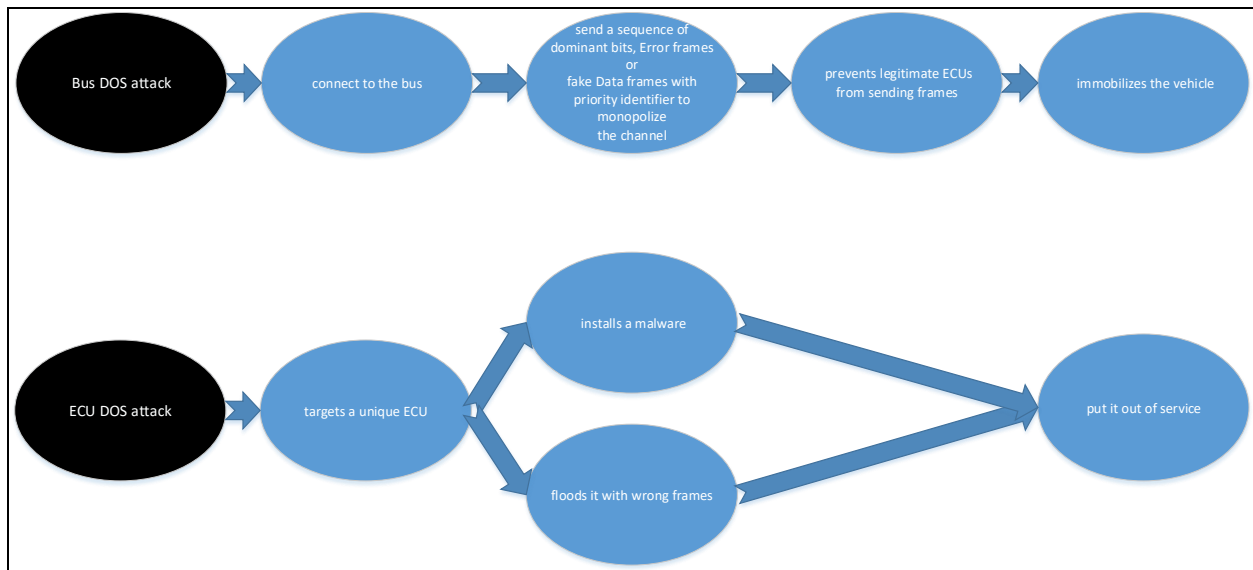 Bus DOS attack
connect to the bus
send a sequence of
dominant bits, Error frames
or
fake Data frames with
priority identifier to
monopolize
the channel
prevents legitimate ECUs
from sending frames
immobilizes the vehicle
installs a malware
ECU DOS attack
targets a unique ECU
put it out of service
floods it with wrong frames